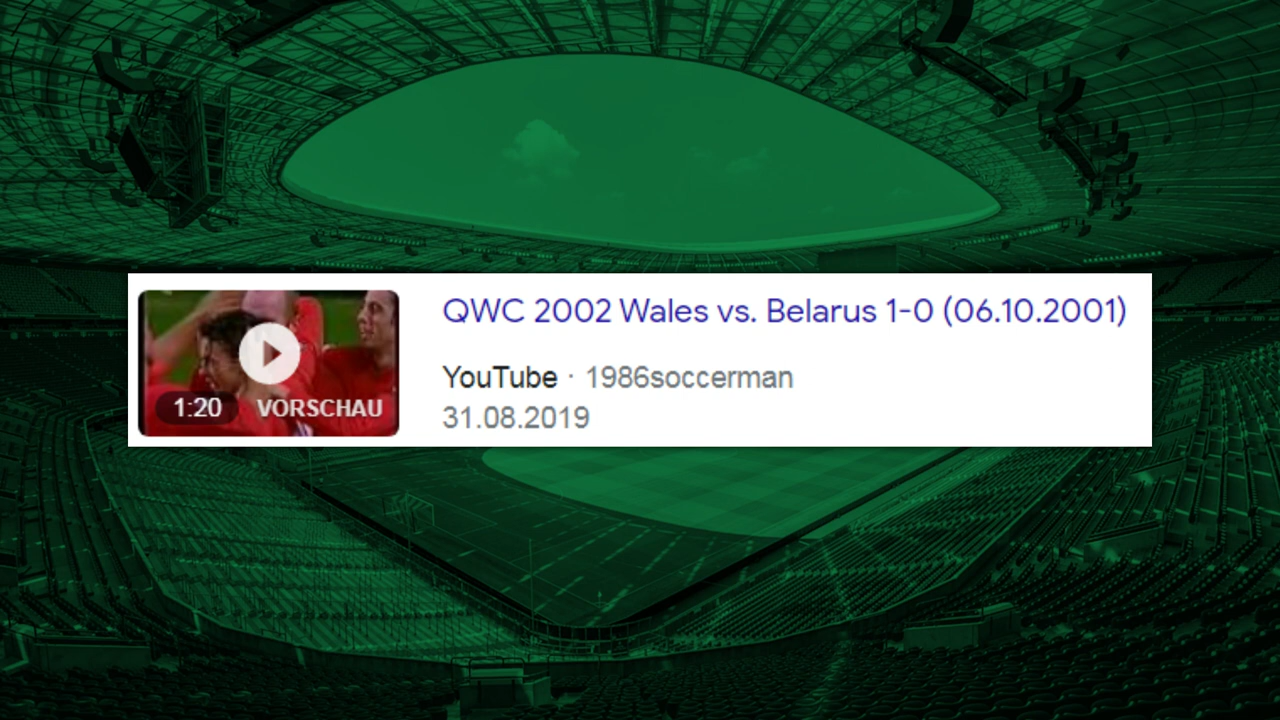 QWC 2002 Wales vs. Belarus 1-0 (06.10.2001)
YouTube · 1986soccerman
31.08.2019
1:20 VORSCHAU